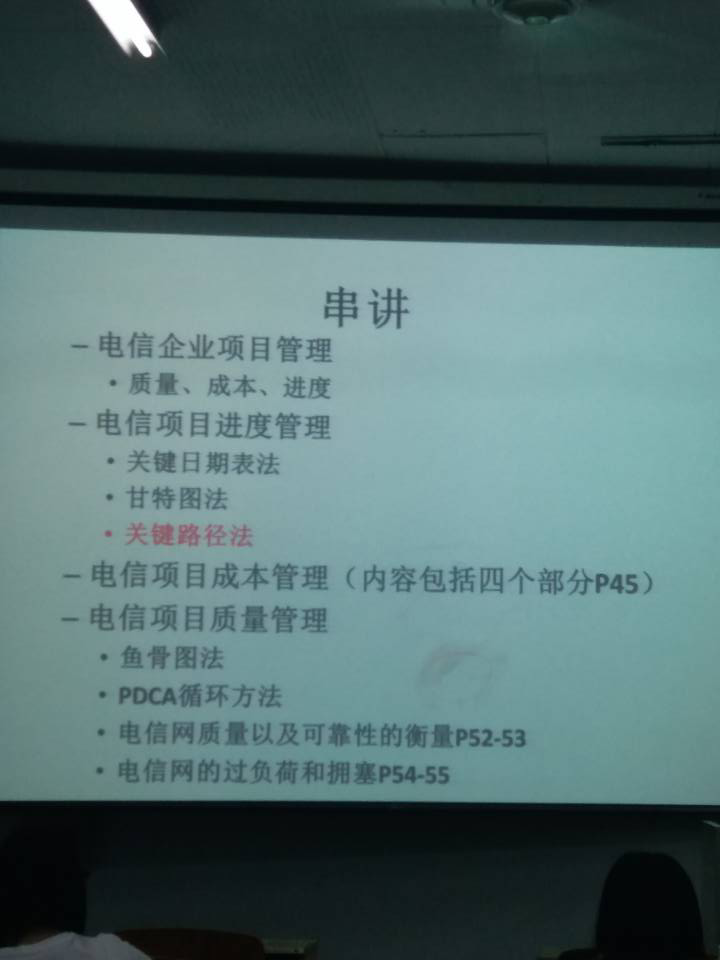 串讲
– 电信企业项目管理
• 质量、成本、进度
– 电信项目进度管理
• 关键日期表法
• 甘特图法
• 关键路径法
– 电信项目成本管理（内容包括四个部分P45）
– 电信项目质量管理
• 鱼骨图法
• PDCA循环方法
• 电信网质量以及可靠性的衡量P52-53
• 电信网的过负荷和拥塞P54-55